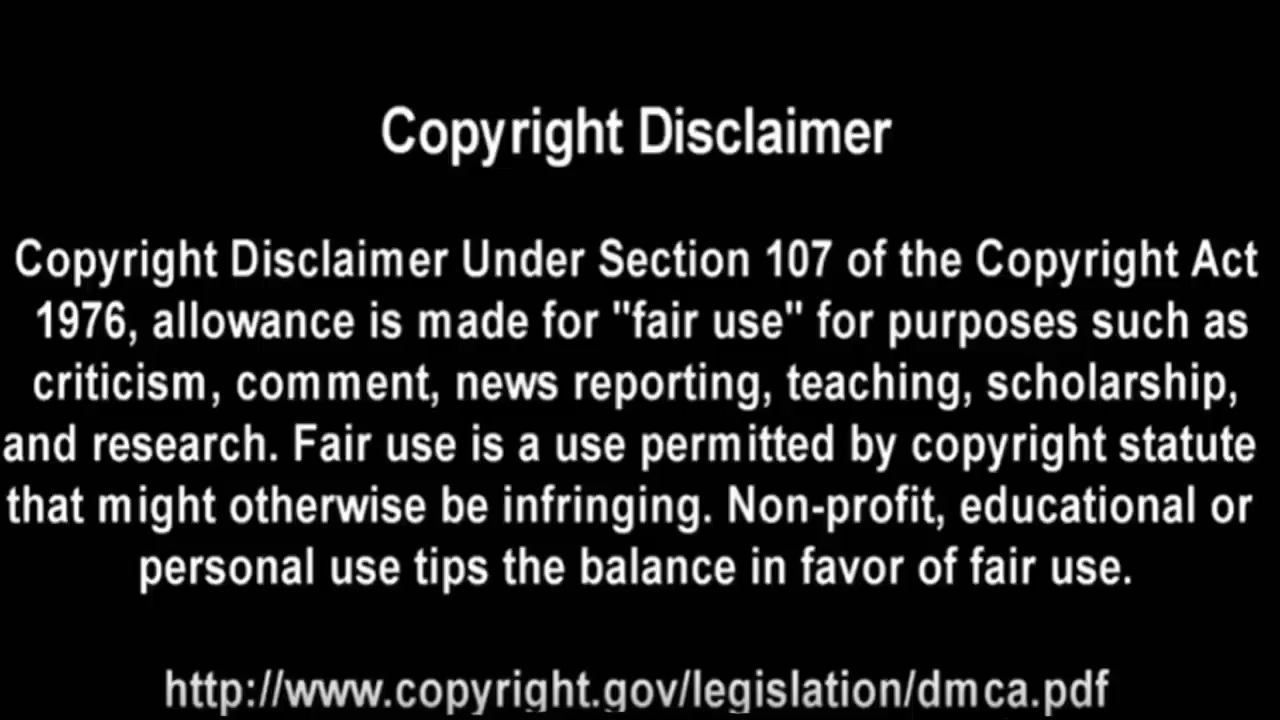 Copyright Disclaimer
Copyright Disclaimer Under Section 107 of the Copyright Act
1976, allowance is made for "fair use" for purposes such as
criticism, comment, news reporting, teaching, scholarship,
and research. Fair use is a use permitted by copyright statute
that might otherwise be infringing. Non-profit, educational or
personal use tips the balance in favor of fair use.
http://www.copyright.gov/legislation/dmca.pdf